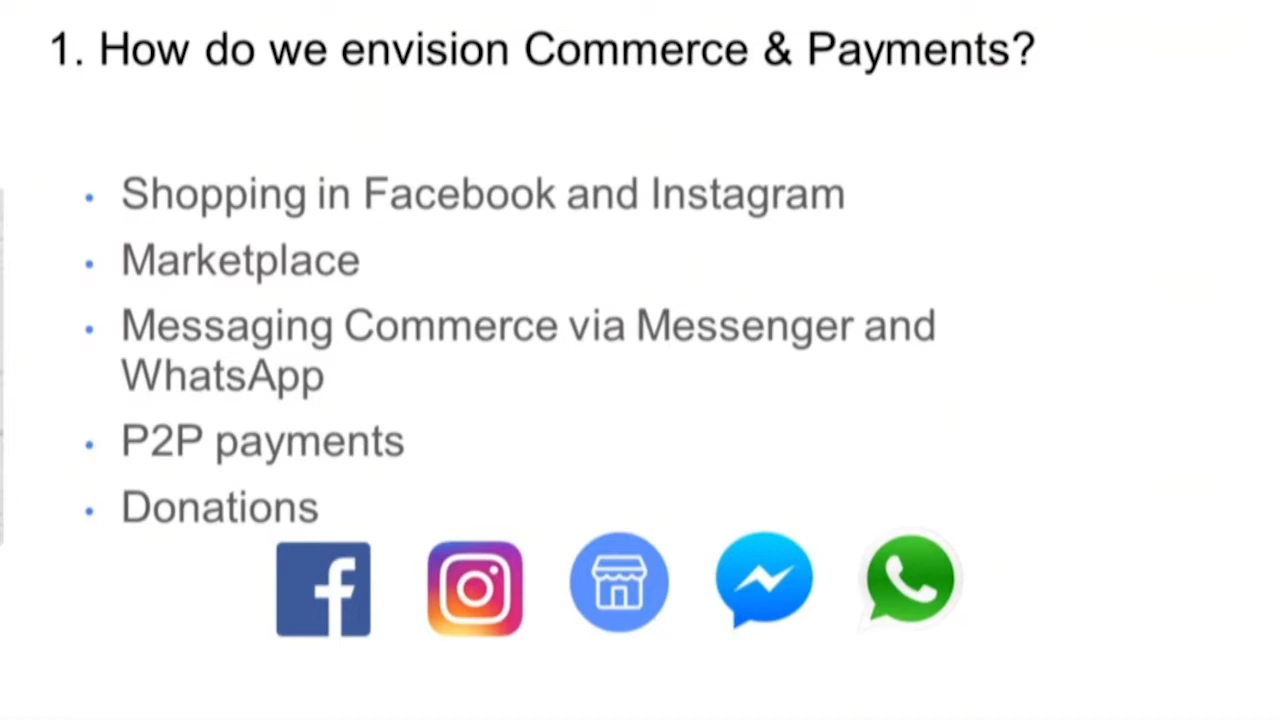 1. How do we envision Commerce & Payments?
• Shopping in Facebook and Instagram
• Marketplace
• Messaging Commerce via Messenger and
WhatsApp
• P2P payments
• Donations